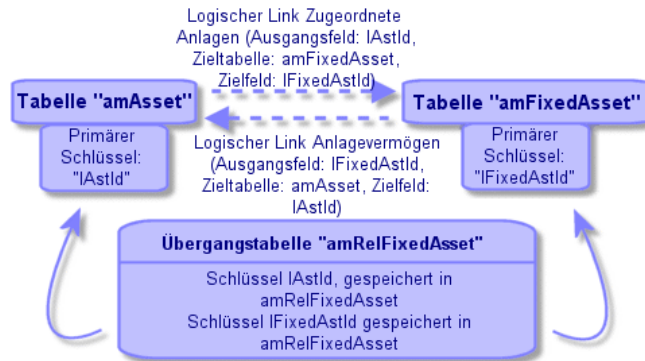 Logischer Link Zugeordnete
Anlagen (Ausgangsfeld: lAstId,
Zieltabelle: amFixedAsset,
Zielfeld: lFixedAstId)
Tabelle "amAsset"
Primärer
Schlüssel:
"lAstId"
Tabelle "amFixedAsset"
Primärer
Schlüssel:
"lFixedAstId"
Logischer Link Anlagevermögen
(Ausgangsfeld: lFixedAstId,
Zieltabelle: amAsset, Zielfeld:
lAstId)
Übergangstabelle "amRelFixedAsset"
Schlüssel lAstId, gespeichert in
amRelFixedAsset
Schlüssel lFixedAstId gespeichert in
amRelFixedAsset